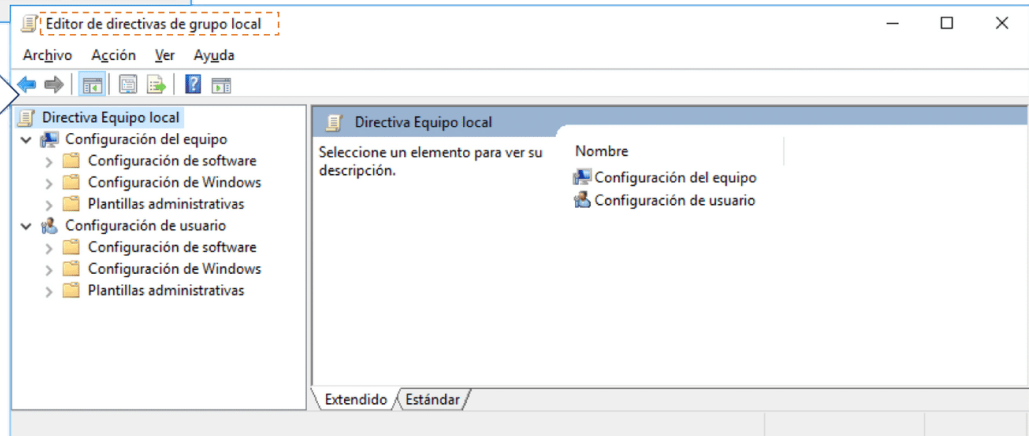 Editor de directivas de grupo local
Archivo Acción Ver Ayuda
Directiva Equipo local
Configuración del equipo
Configuración de software
Configuración de Windows
Plantillas administrativas
Configuración de usuario
Configuración de software
Configuración de Windows
Plantillas administrativas
Directiva Equipo local
Seleccione un elemento para ver su
descripción.
Nombre
Configuración del equipo
Configuración de usuario
Extendido Estándar